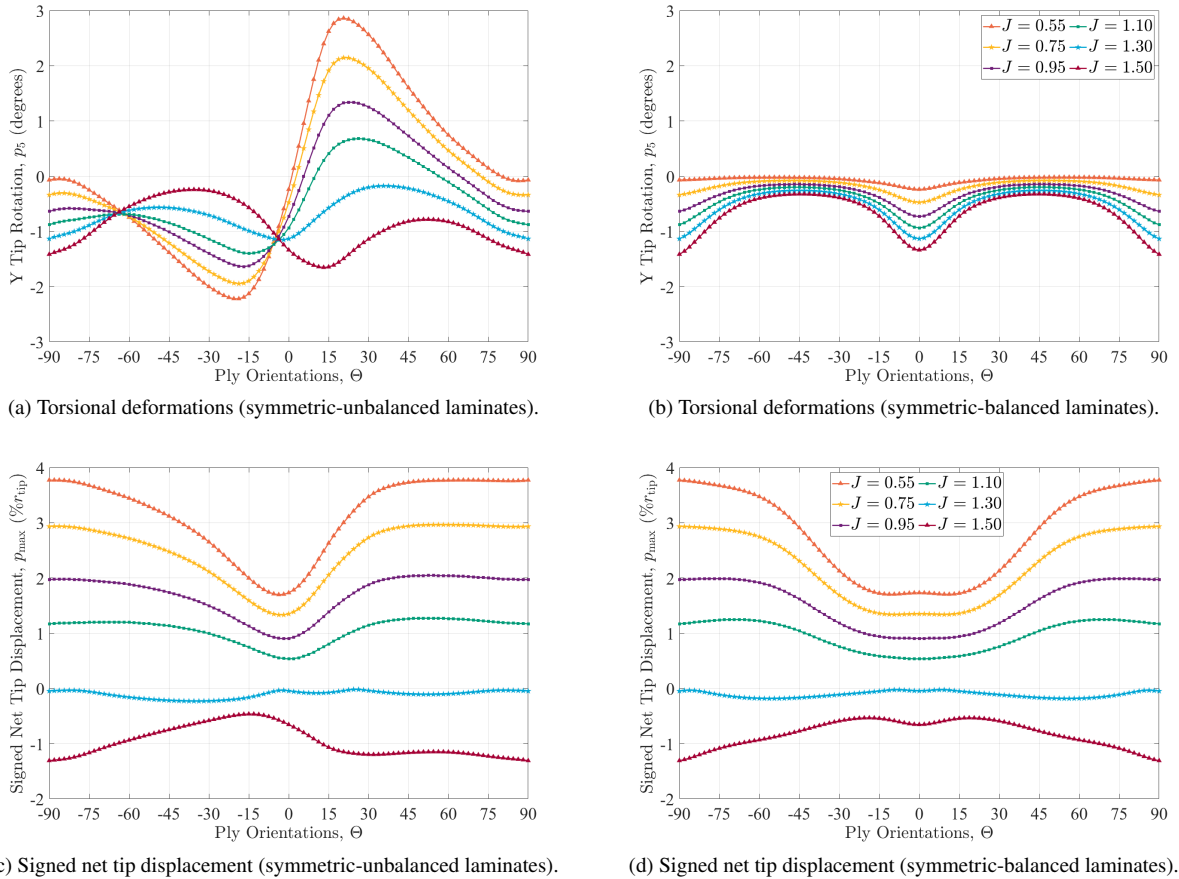 3
2
1
0
-1
-2
-3
Y Tip Rotation, p₅ (degrees)
-90 -75 -60 -45 -30 -15 0 15 30 45 60 75 90
Ply Orientations, Θ
(a) Torsional deformations (symmetric-unbalanced laminates).
3
2
1
0
-1
-2
-3
Y Tip Rotation, p₅ (degrees)
J = 0.55 J = 1.10
J = 0.75 J = 1.30
J = 0.95 J = 1.50
-90 -75 -60 -45 -30 -15 0 15 30 45 60 75 90
Ply Orientations, Θ
(b) Torsional deformations (symmetric-balanced laminates).
4
3
2
1
0
-1
-2
Signed Net Tip Displacement, pmax (%rtip)
-90 -75 -60 -45 -30 -15 0 15 30 45 60 75 90
Ply Orientations, Θ
c) Signed net tip displacement (symmetric-unbalanced laminates).
4
3
2
1
0
-1
-2
Signed Net Tip Displacement, pmax (%rtip)
J = 0.55 J = 1.10
J = 0.75 J = 1.30
J = 0.95 J = 1.50
-90 -75 -60 -45 -30 -15 0 15 30 45 60 75 90
Ply Orientations, Θ
(d) Signed net tip displacement (symmetric-balanced laminates).